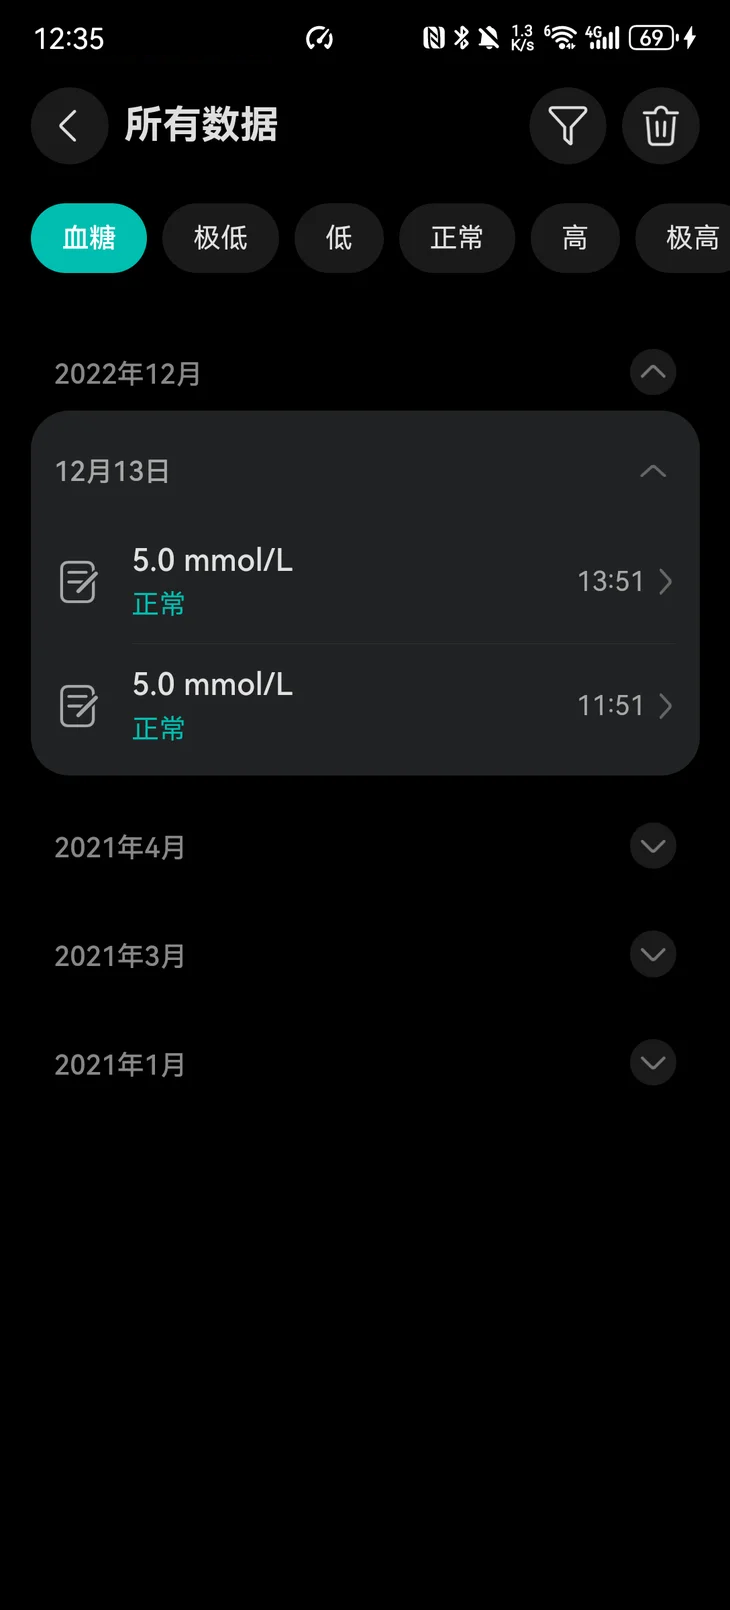 12:35
1.3 K/s
6
4G
69
所有数据
血糖 极低 低 正常 高 极高
2022年12月
12月13日
5.0 mmol/L
正常
13:51
5.0 mmol/L
正常
11:51
2021年4月
2021年3月
2021年1月